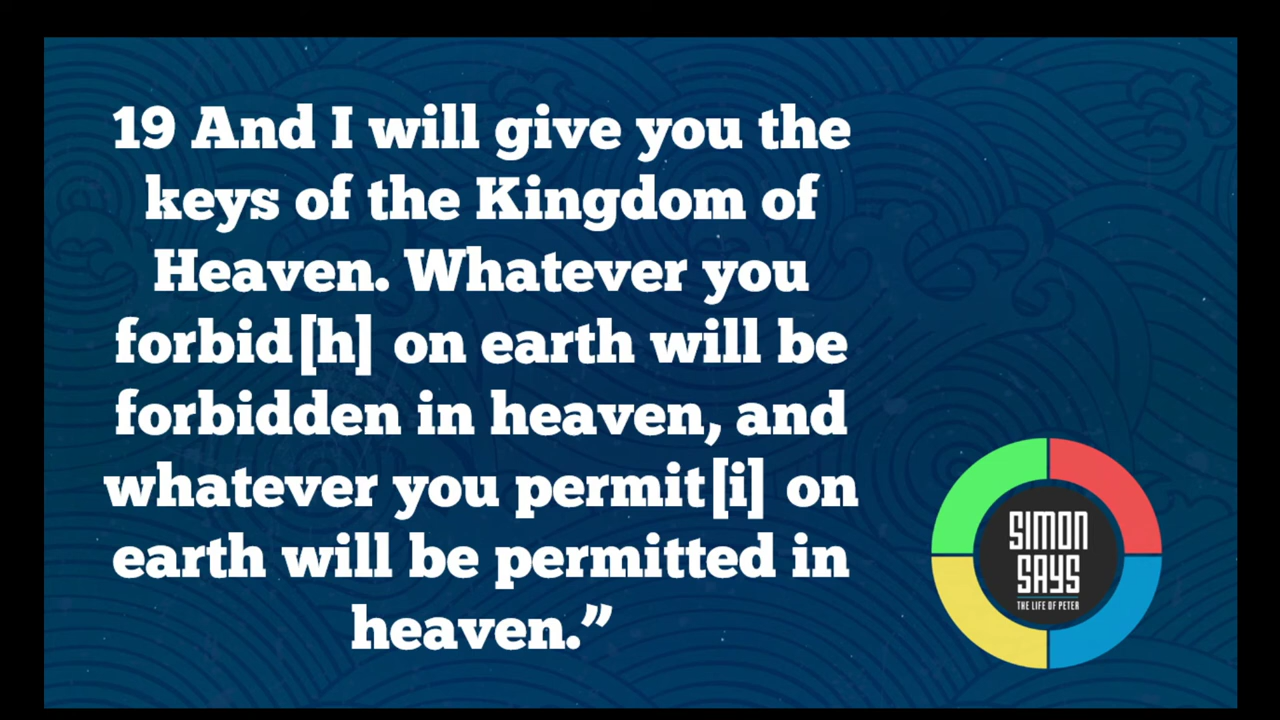 19 And I will give you the
keys of the Kingdom of
Heaven. Whatever you
forbid[h] on earth will be
forbidden in heaven, and
whatever you permit[i] on
earth will be permitted in
heaven.”
SIMON
SAYS
THE LIFE OF PETER